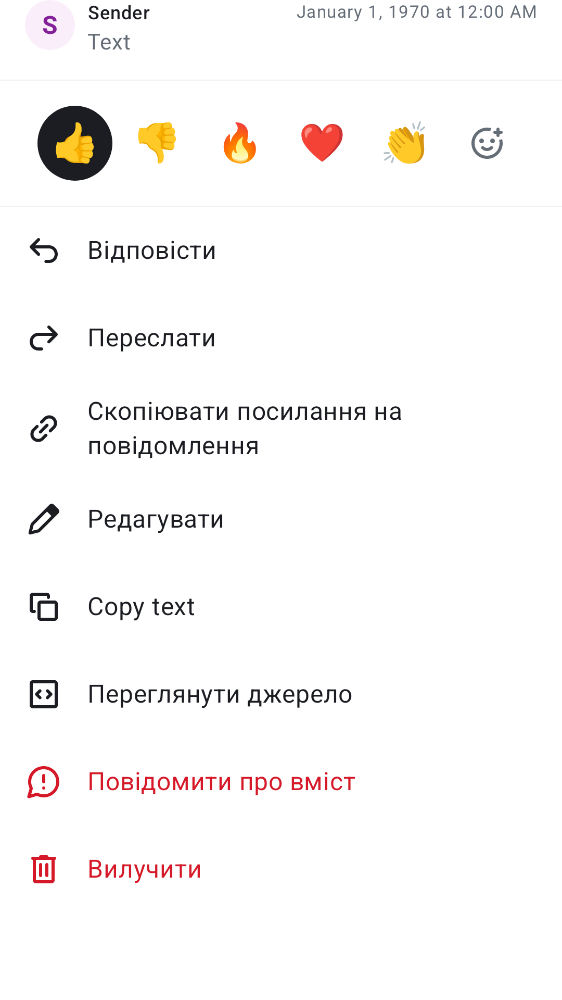 S
Sender
January 1, 1970 at 12:00 AM
Text
Відповісти
Переслати
Скопіювати посилання на
повідомлення
Редагувати
Copy text
Переглянути джерело
Повідомити про вміст
Вилучити